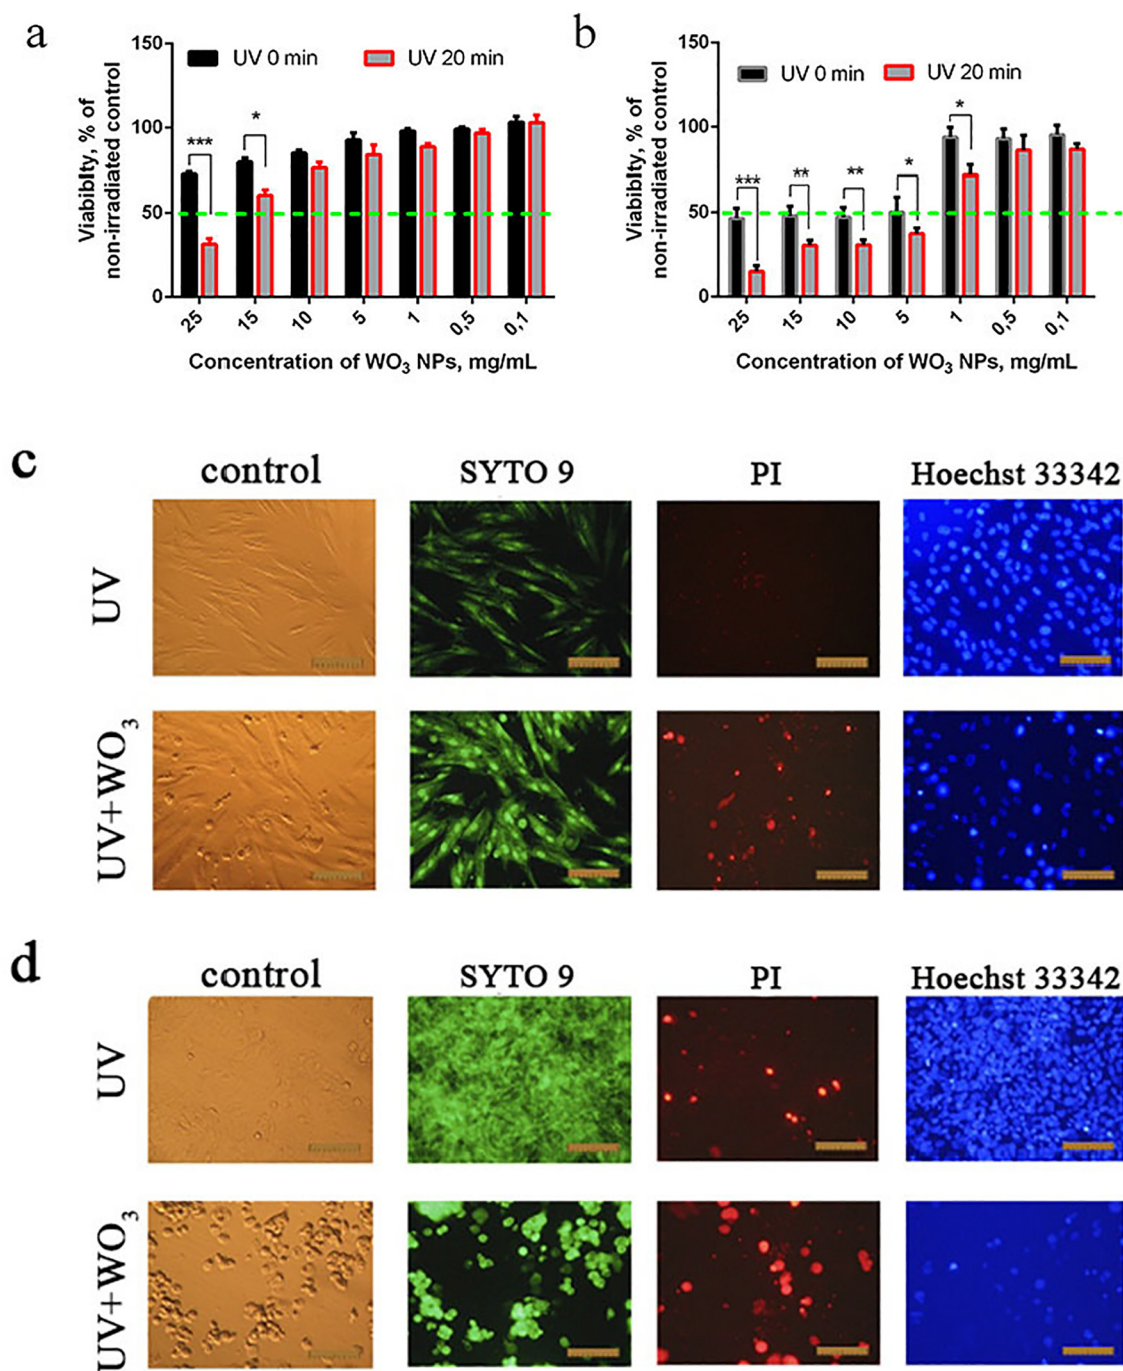 a
150
100
50
0
Viability, % of
non-irradiated control
UV 0 min
UV 20 min
***
*
25
15
10
5
1
0,5
0,1
Concentration of WO3 NPs, mg/mL
b
150
100
50
0
Viability, % of
non-irradiated control
UV 0 min
UV 20 min
***
**
**
*
*
25
15
10
5
1
0,5
0,1
Concentration of WO3 NPs, mg/mL
c
control
SYTO 9
PI
Hoechst 33342
UV
UV+WO3
d
control
SYTO 9
PI
Hoechst 33342
UV
UV+WO3